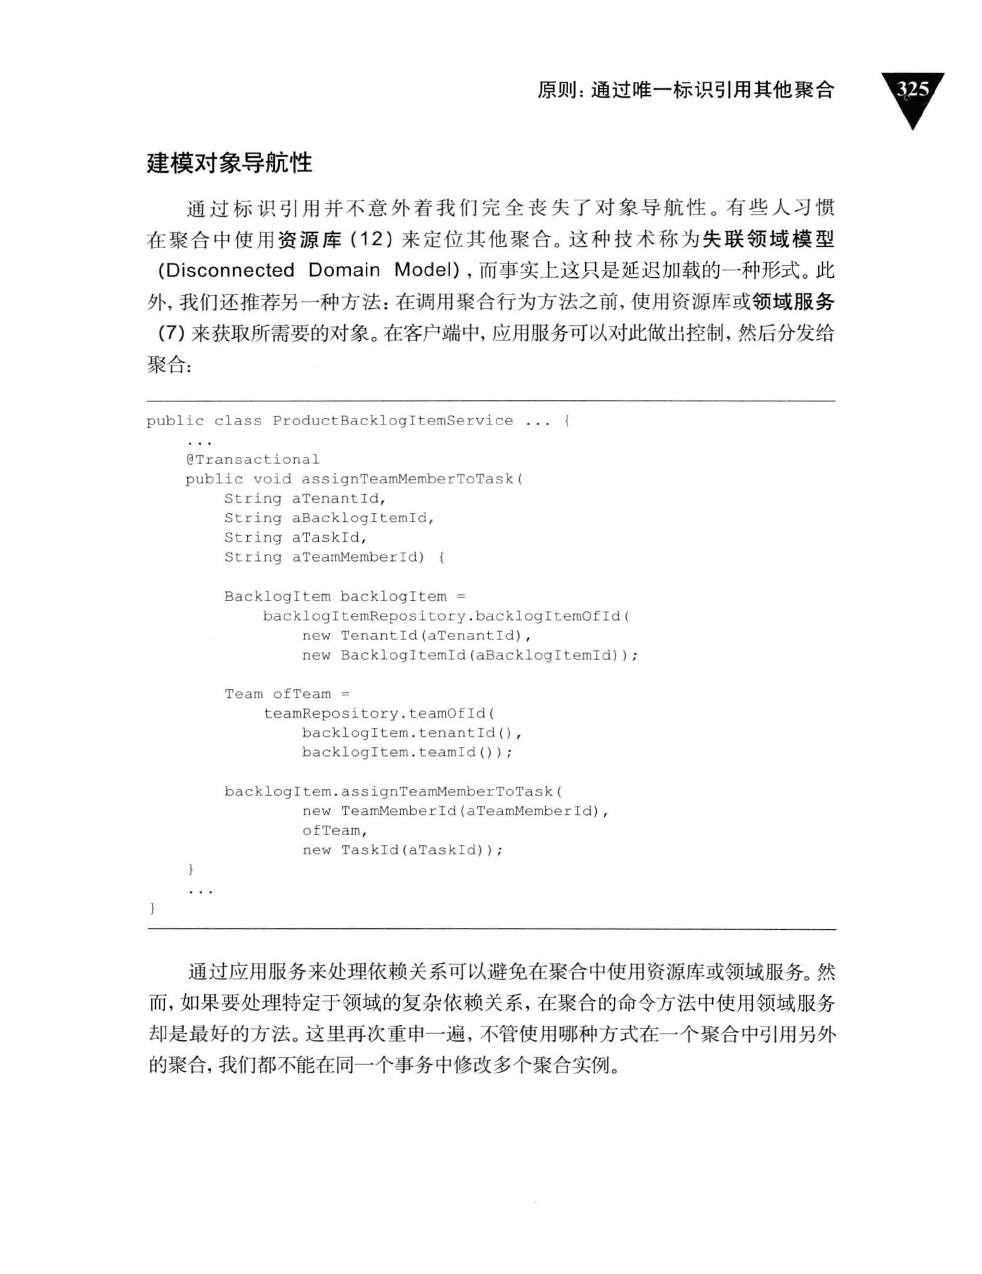 原则：通过唯一标识引用其他聚合
325
建模对象导航性
通过标识引用并不意外着我们完全丧失了对象导航性。有些人习惯
在聚合中使用资源库（12）来定位其他聚合。这种技术称为失联领域模型
（Disconnected Domain Model），而事实上这只是延迟加载的一种形式。此
外，我们还推荐另一种方法：在调用聚合行为方法之前，使用资源库或领域服务
（7）来获取所需要的对象。在客户端中，应用服务可以对此做出控制，然后分发给
聚合：
public class ProductBacklogItemService ... {
    ...
    @Transactional
    public void assignTeamMemberToTask(
        String aTenantId,
        String aBacklogItemId,
        String aTaskId,
        String aTeamMemberId) {
        BacklogItem backlogItem =
            backlogItemRepository.backlogItemOfId(
                new TenantId(aTenantId),
                new BacklogItemId(aBacklogItemId));
        Team ofTeam =
            teamRepository.teamOfId(
                backlogItem.tenantId(),
                backlogItem.teamId());
        backlogItem.assignTeamMemberToTask(
                new TeamMemberId(aTeamMemberId),
                ofTeam,
                new TaskId(aTaskId));
    }
    ...
}
通过应用服务来处理依赖关系可以避免在聚合中使用资源库或领域服务。然
而，如果要处理特定于领域的复杂依赖关系，在聚合的命令方法中使用领域服务
却是最好的方法。这里再次重申一遍，不管使用哪种方式在一个聚合中引用另外
的聚合，我们都不能在同一个事务中修改多个聚合实例。